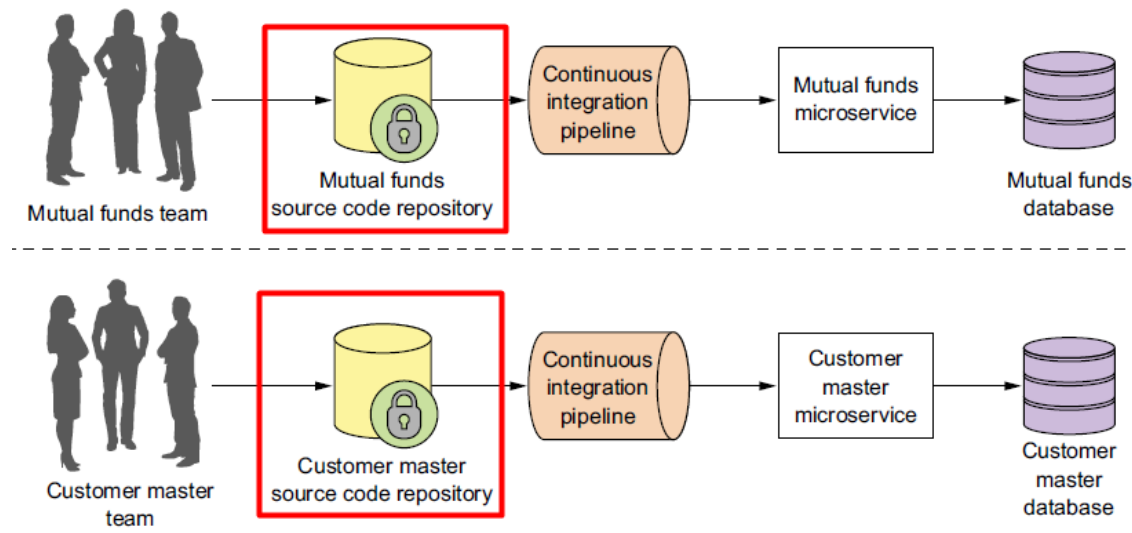 Mutual funds team
Mutual funds
source code repository
Continuous
integration
pipeline
Mutual funds
microservice
Mutual funds
database
Customer master
team
Customer master
source code repository
Continuous
integration
pipeline
Customer
master
microservice
Customer
master
database